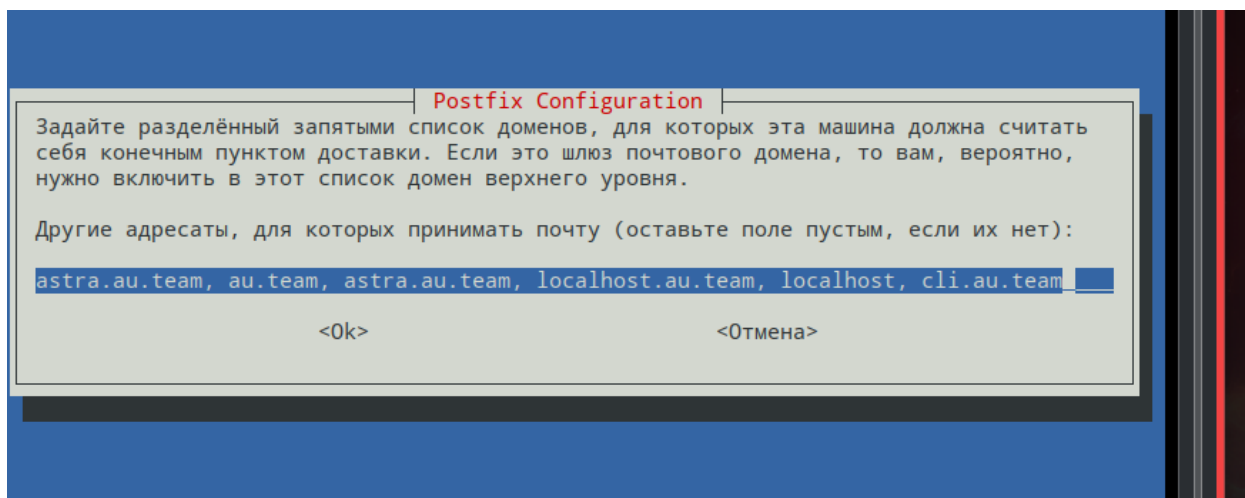 Postfix Configuration
Задайте разделённый запятыми список доменов, для которых эта машина должна считать
себя конечным пунктом доставки. Если это шлюз почтового домена, то вам, вероятно,
нужно включить в этот список домен верхнего уровня.
Другие адресаты, для которых принимать почту (оставьте поле пустым, если их нет):
astra.au.team, au.team, astra.au.team, localhost.au.team, localhost, cli.au.team
<Ok> <Отмена>